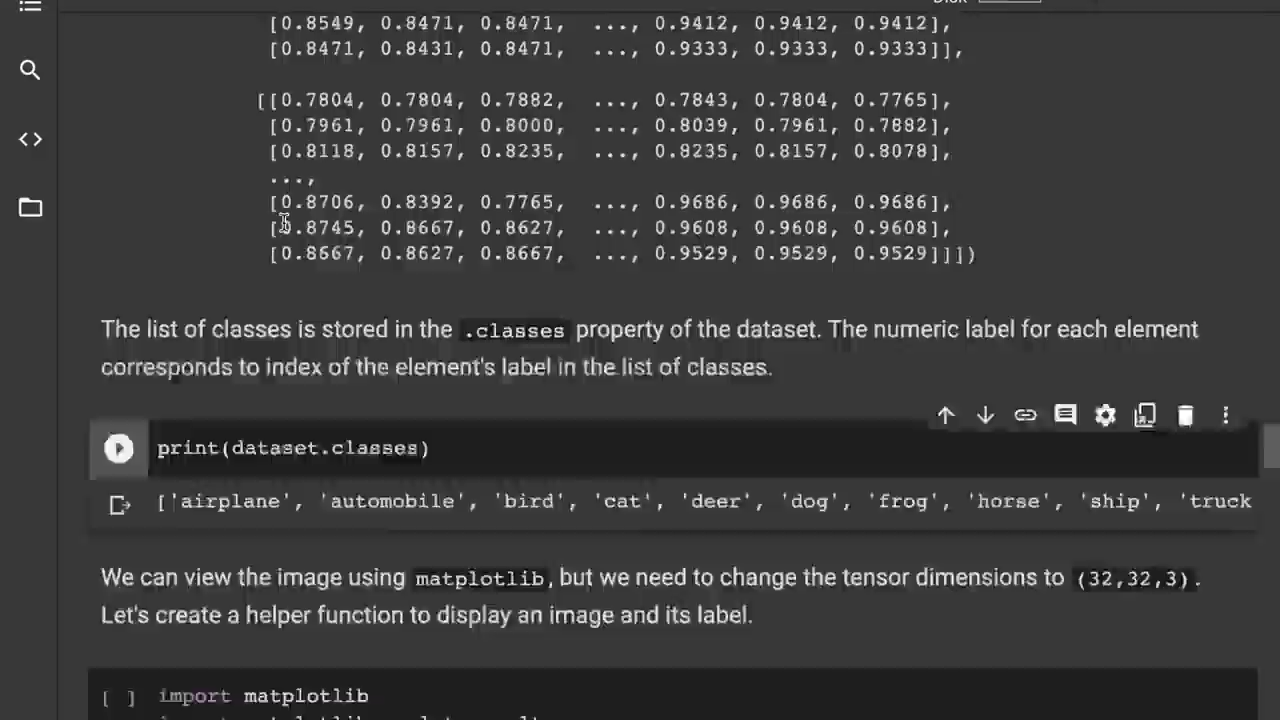 Disk
[0.8549, 0.8471, 0.8471, ..., 0.9412, 0.9412, 0.9412],
[0.8471, 0.8431, 0.8471, ..., 0.9333, 0.9333, 0.9333]],
[[0.7804, 0.7804, 0.7882, ..., 0.7843, 0.7804, 0.7765],
[0.7961, 0.7961, 0.8000, ..., 0.8039, 0.7961, 0.7882],
[0.8118, 0.8157, 0.8235, ..., 0.8235, 0.8157, 0.8078],
...,
[0.8706, 0.8392, 0.7765, ..., 0.9686, 0.9686, 0.9686],
[0.8745, 0.8667, 0.8627, ..., 0.9608, 0.9608, 0.9608],
[0.8667, 0.8627, 0.8667, ..., 0.9529, 0.9529, 0.9529]]])
The list of classes is stored in the .classes property of the dataset. The numeric label for each element
corresponds to index of the element's label in the list of classes.
print(dataset.classes)
['airplane', 'automobile', 'bird', 'cat', 'deer', 'dog', 'frog', 'horse', 'ship', 'truck
We can view the image using matplotlib, but we need to change the tensor dimensions to (32,32,3).
Let's create a helper function to display an image and its label.
[ ] import matplotlib